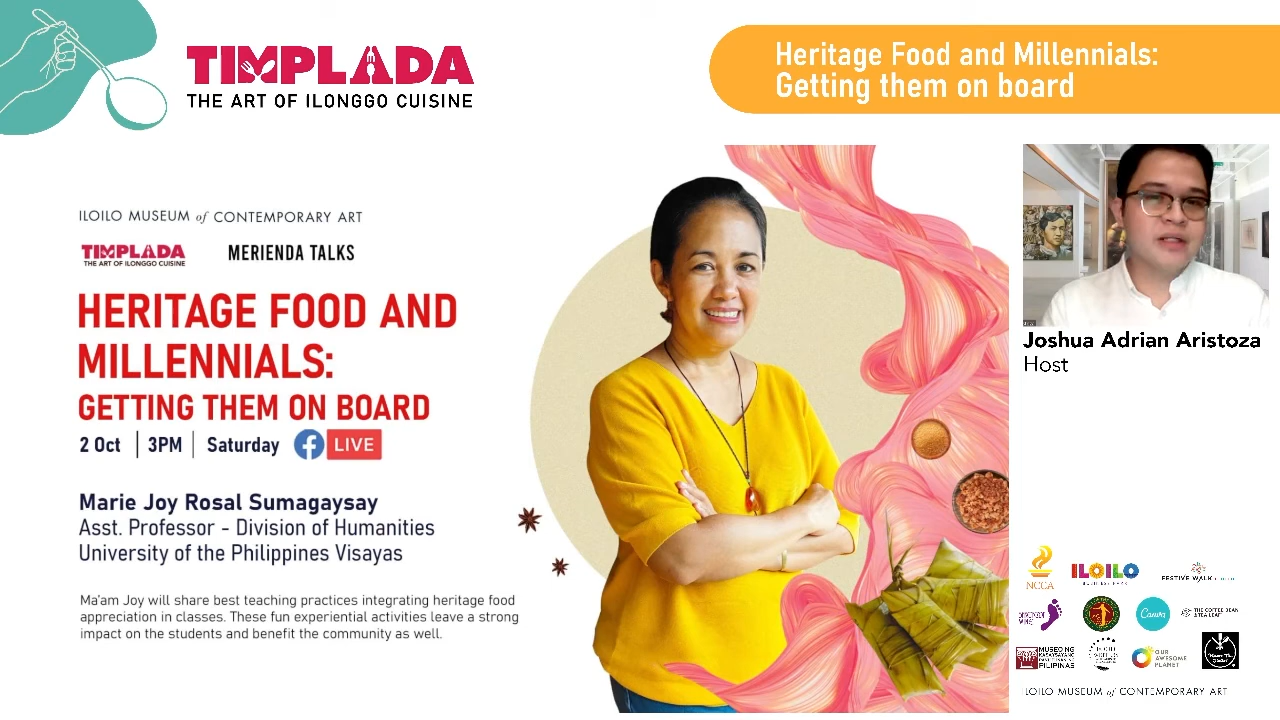 TIMPLADA
THE ART OF ILONGGO CUISINE
Heritage Food and Millennials:
Getting them on board
ILOILO MUSEUM of CONTEMPORARY ART
TIMPLADA
THE ART OF ILONGGO CUISINE
MERIENDA TALKS
HERITAGE FOOD AND
MILLENNIALS:
GETTING THEM ON BOARD
2 Oct | 3PM | Saturday f LIVE
Marie Joy Rosal Sumagaysay
Asst. Professor - Division of Humanities
University of the Philippines Visayas
Ma'am Joy will share best teaching practices integrating heritage food
appreciation in classes. These fun experiential activities leave a strong
impact on the students and benefit the community as well.
Joshua Adrian Aristoza
Host
NCCA
ILOILO
BUSINESS PARK
FESTIVE WALK
Canva
THE COFFEE BEAN
& TEA LEAF
MUSEO NG
PILIPINAS
OUR
AWESOME
PLANET
LOILO MUSEUM of CONTEMPORARY ART